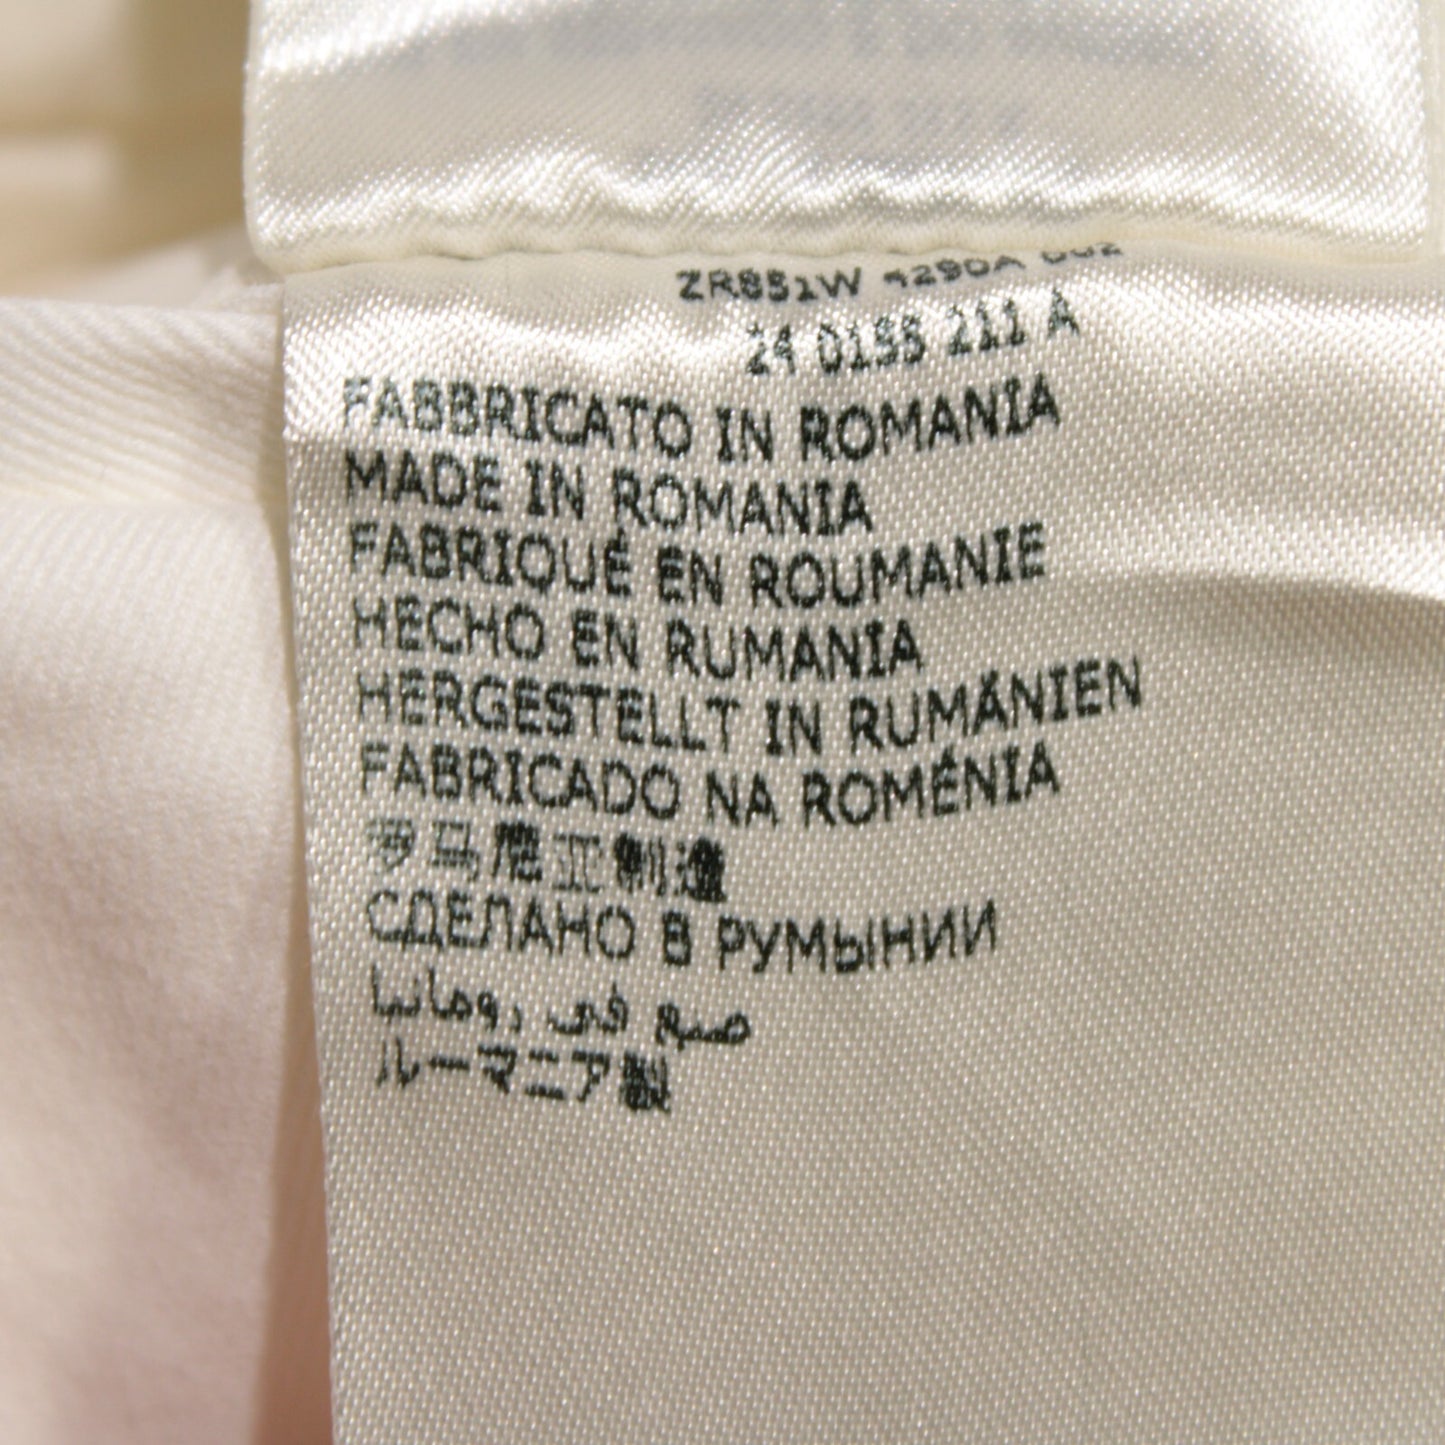 ZR851W 4290A 002
24 0155 211 A
FABBRICATO IN ROMANIA
MADE IN ROMANIA
FABRIQUÉ EN ROUMANIE
HECHO EN RUMANIA
HERGESTELLT IN RUMÄNIEN
FABRICADO NA ROMÉNIA
罗马尼亚制造
СДЕЛАНО В РУМЫНИИ
صنع في رومانيا
ルーマニア製